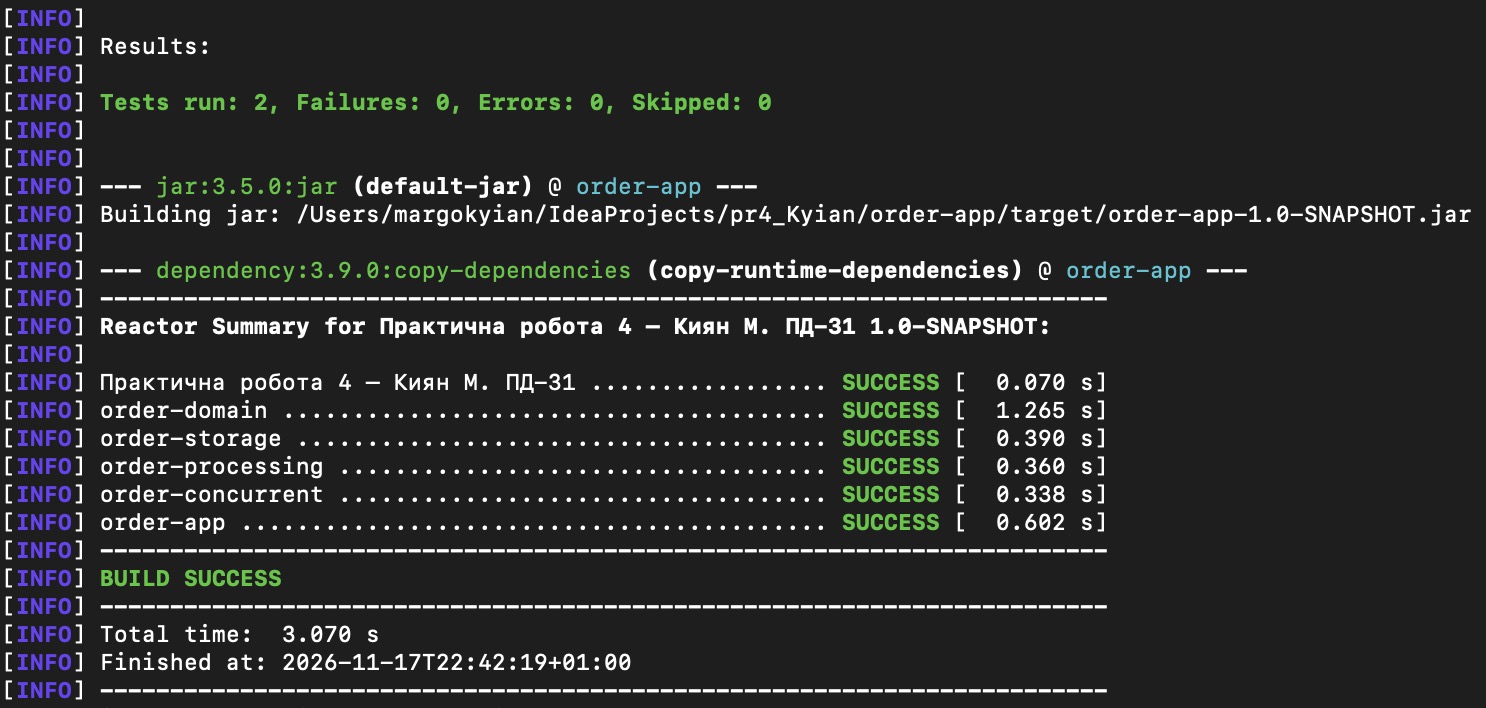 [INFO]
[INFO] Results:
[INFO]
[INFO] Tests run: 2, Failures: 0, Errors: 0, Skipped: 0
[INFO]
[INFO]
[INFO] --- jar:3.5.0:jar (default-jar) @ order-app ---
[INFO] Building jar: /Users/margokyian/IdeaProjects/pr4_Kyian/order-app/target/order-app-1.0-SNAPSHOT.jar
[INFO]
[INFO] --- dependency:3.9.0:copy-dependencies (copy-runtime-dependencies) @ order-app ---
[INFO] ------------------------------------------------------------------------
[INFO] Reactor Summary for Практична робота 4 — Киян М. ПД-31 1.0-SNAPSHOT:
[INFO]
[INFO] Практична робота 4 — Киян М. ПД-31 ................. SUCCESS [  0.070 s]
[INFO] order-domain ....................................... SUCCESS [  1.265 s]
[INFO] order-storage ...................................... SUCCESS [  0.390 s]
[INFO] order-processing ................................... SUCCESS [  0.360 s]
[INFO] order-concurrent ................................... SUCCESS [  0.338 s]
[INFO] order-app .......................................... SUCCESS [  0.602 s]
[INFO] ------------------------------------------------------------------------
[INFO] BUILD SUCCESS
[INFO] ------------------------------------------------------------------------
[INFO] Total time:  3.070 s
[INFO] Finished at: 2026-11-17T22:42:19+01:00
[INFO] ------------------------------------------------------------------------